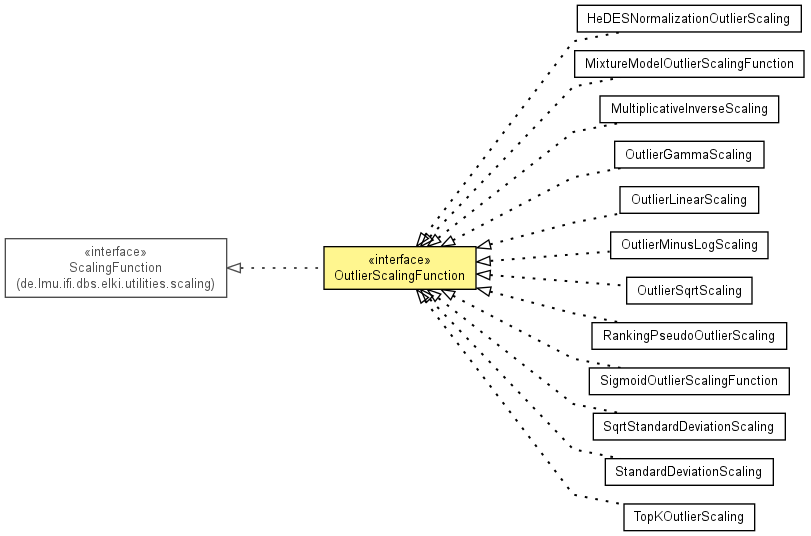 «interface»
ScalingFunction
(de.lmu.ifi.dbs.elki.utilities.scaling)
«interface»
OutlierScalingFunction
HeDESNormalizationOutlierScaling
MixtureModelOutlierScalingFunction
MultiplicativeInverseScaling
OutlierGammaScaling
OutlierLinearScaling
OutlierMinusLogScaling
OutlierSqrtScaling
RankingPseudoOutlierScaling
SigmoidOutlierScalingFunction
SqrtStandardDeviationScaling
StandardDeviationScaling
TopKOutlierScaling